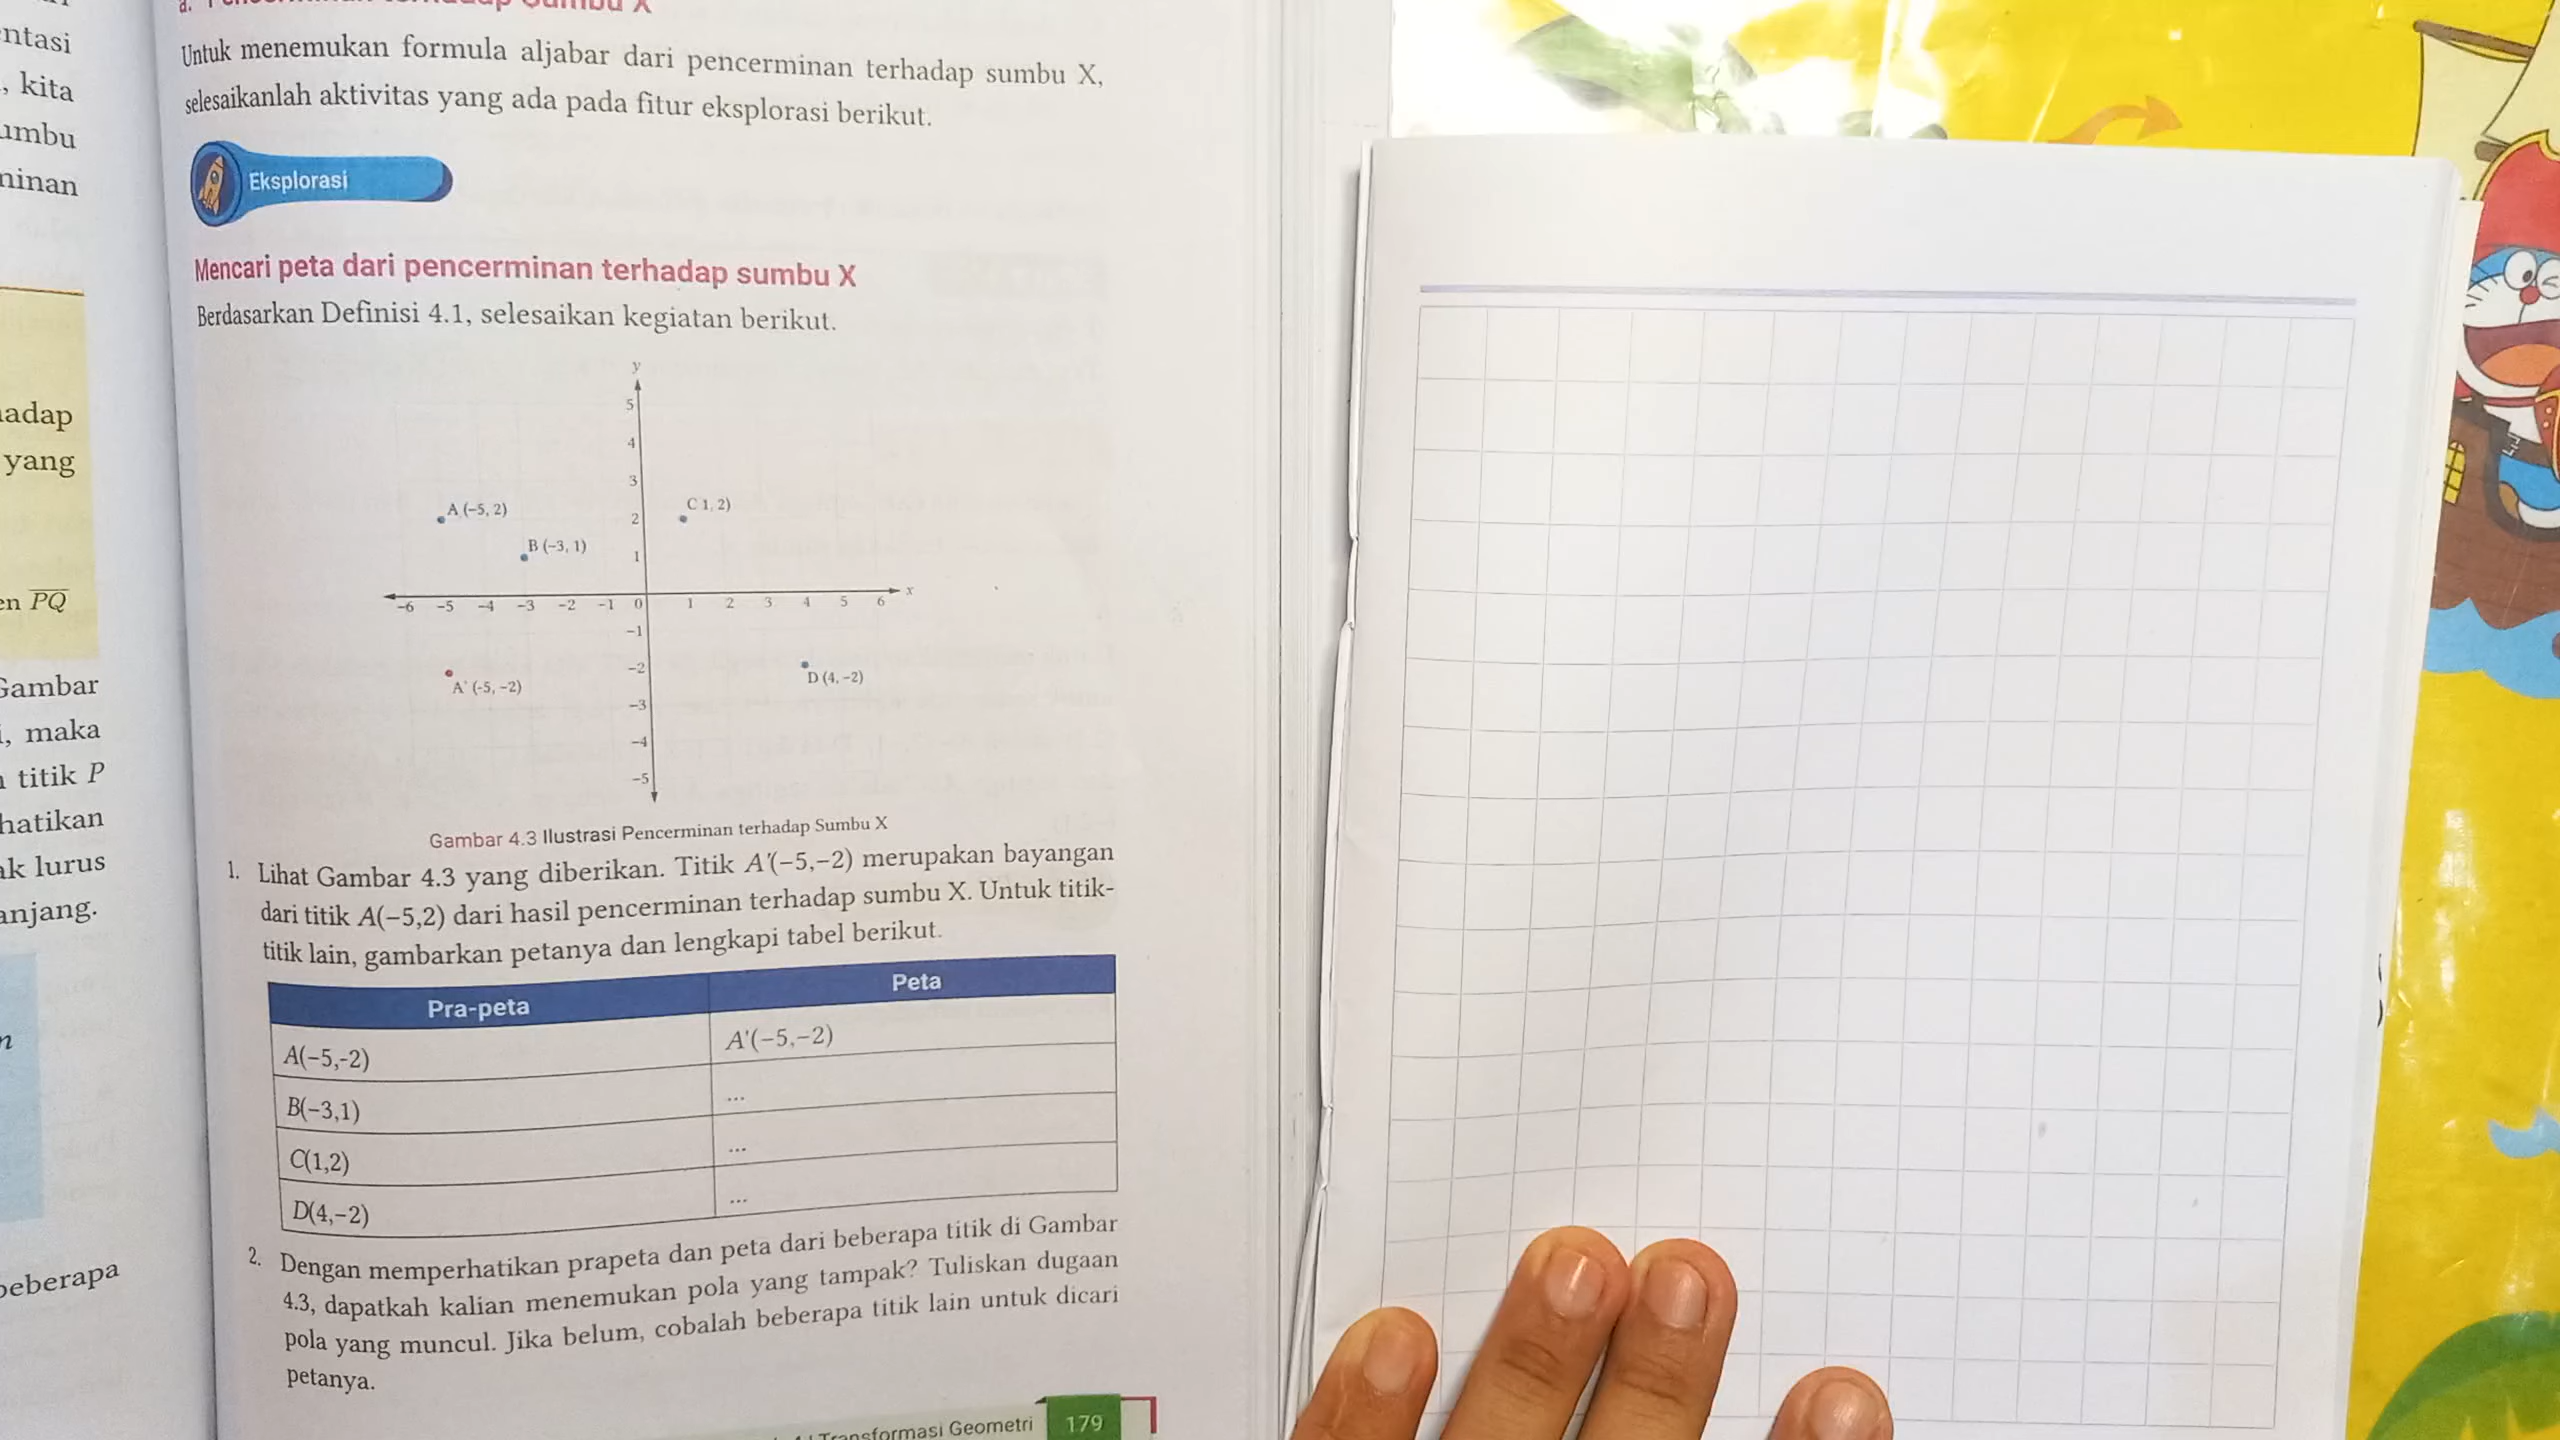 ntasi
, kita
umbu
minan
adap
yang
en PQ
Gambar
i, maka
titik P
hatikan
ak lurus
anjang.
n
beberapa
a. Pencerminan terhadap Sumbu X
Untuk menemukan formula aljabar dari pencerminan terhadap sumbu X,
selesaikanlah aktivitas yang ada pada fitur eksplorasi berikut.
Eksplorasi
Mencari peta dari pencerminan terhadap sumbu X
Berdasarkan Definisi 4.1, selesaikan kegiatan berikut.
y
5
4
3
A (−5, 2) 2 C 1, 2)
B (−3, 1) 1
−6 −5 −4 −3 −2 −1 0 1 2 3 4 5 6 x
−1
−2
A' (-5, −2) D (4, −2)
−3
−4
−5
Gambar 4.3 Ilustrasi Pencerminan terhadap Sumbu X
1. Lihat Gambar 4.3 yang diberikan. Titik A'(−5,−2) merupakan bayangan
dari titik A(−5,2) dari hasil pencerminan terhadap sumbu X. Untuk titik-
titik lain, gambarkan petanya dan lengkapi tabel berikut.
Pra-peta Peta
A(−5,-2) A'(−5,−2)
B(−3,1) ...
C(1,2) ...
D(4,−2) ...
2. Dengan memperhatikan prapeta dan peta dari beberapa titik di Gambar
4.3, dapatkah kalian menemukan pola yang tampak? Tuliskan dugaan
pola yang muncul. Jika belum, cobalah beberapa titik lain untuk dicari
petanya.
Transformasi Geometri 179